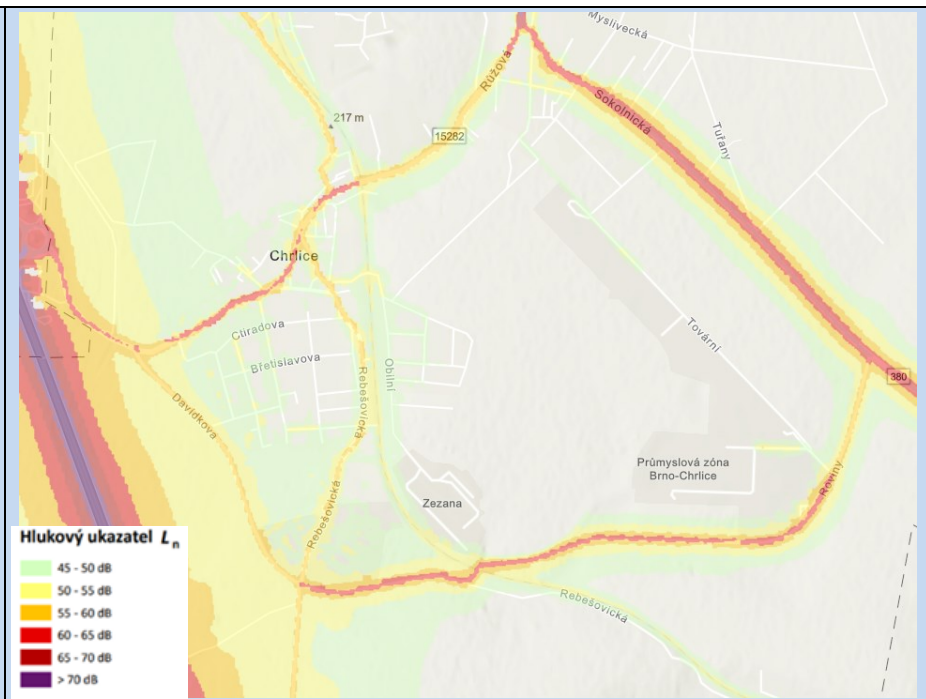 Myslivecká
Růžová
Sokolnická
217 m
15282
Tuřany
Chrlice
Ctiradova
Tovární
Břetislavova
Obilní
Rebešovická
380
Davídkova
Průmyslová zóna
Brno-Chrlice
Roviny
Zezana
Rebešovická
Rebešovická
Hlukový ukazatel Ln
45 - 50 dB
50 - 55 dB
55 - 60 dB
60 - 65 dB
65 - 70 dB
> 70 dB